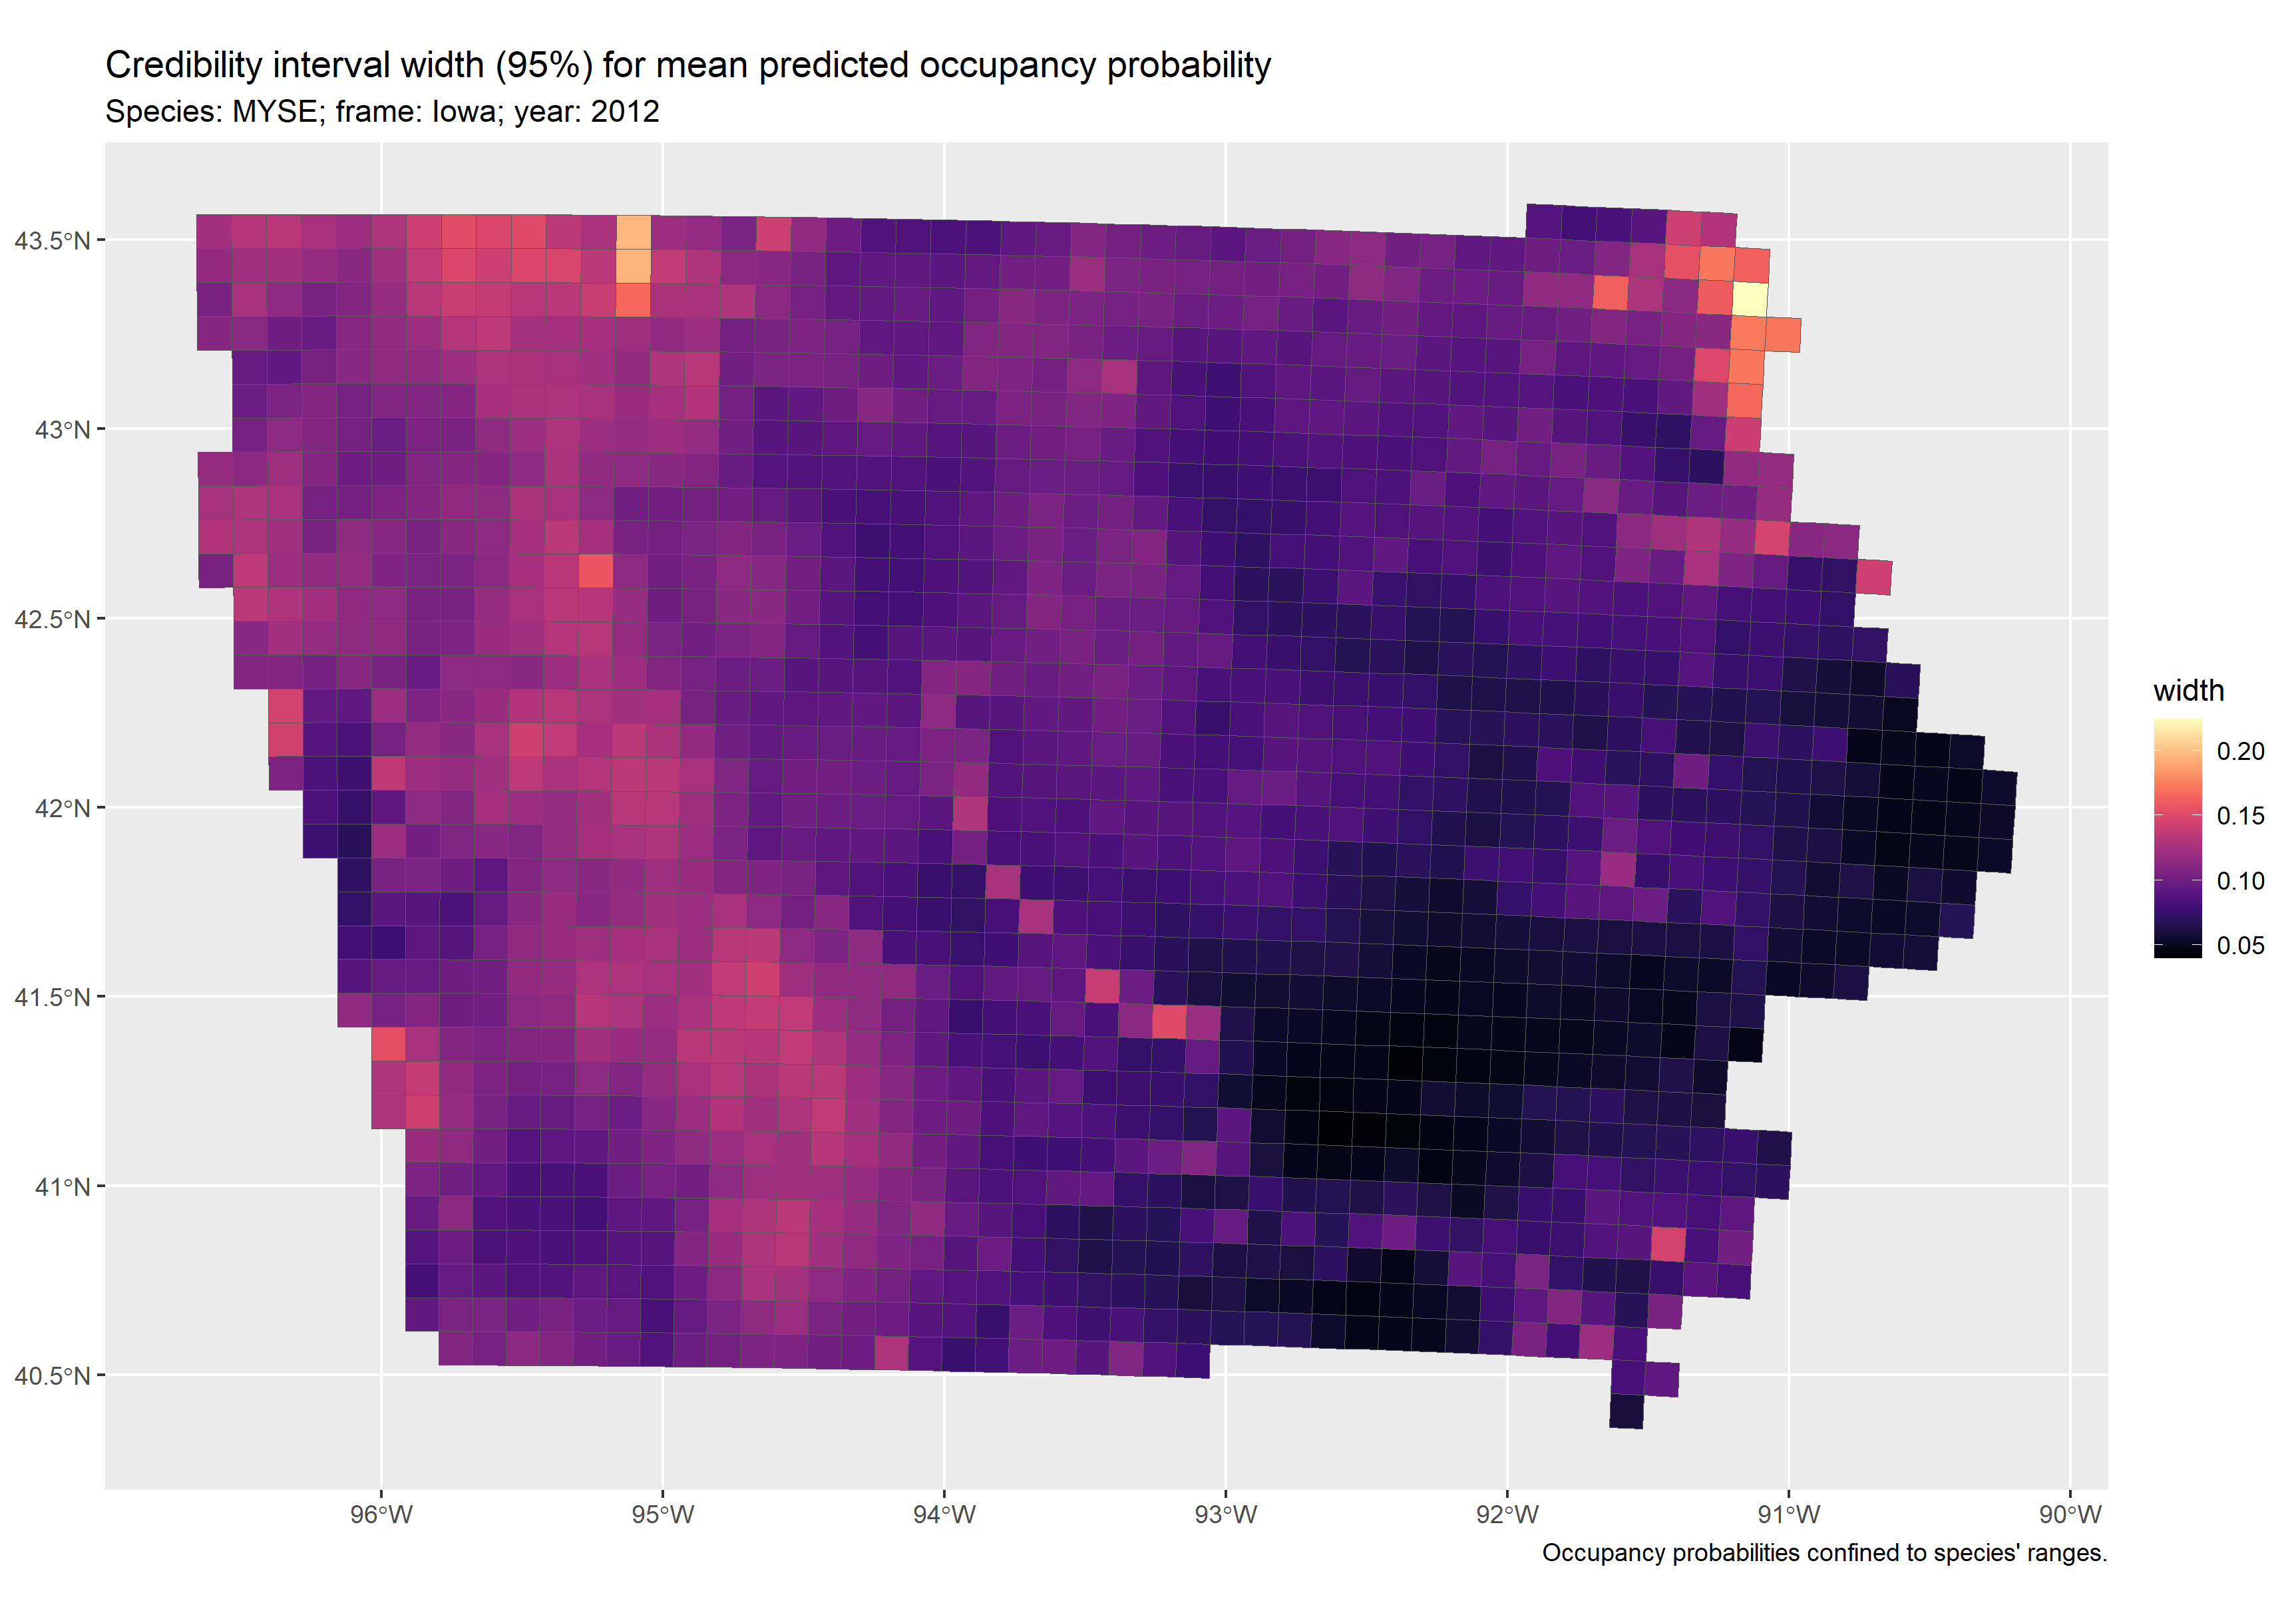 Credibility interval width (95%) for mean predicted occupancy probability
Species: MYSE; frame: Iowa; year: 2012
43.5°N
43°N
42.5°N
42°N
41.5°N
41°N
40.5°N
96°W
95°W
94°W
93°W
92°W
91°W
90°W
width
0.20
0.15
0.10
0.05
Occupancy probabilities confined to species' ranges.